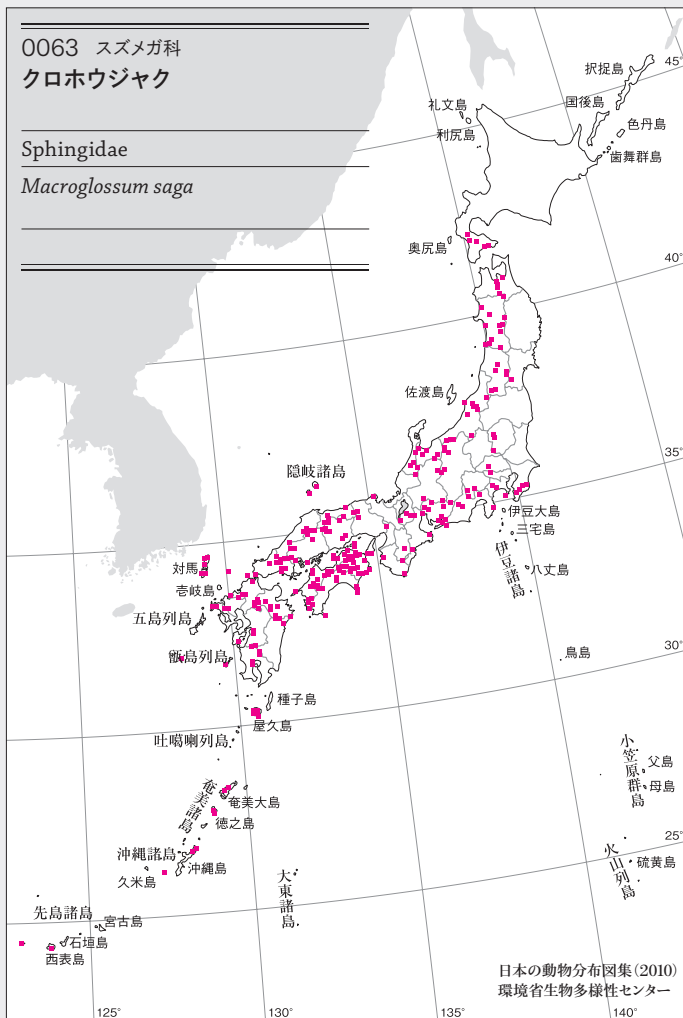 0063 スズメガ科
クロホウジャク
Sphingidae
Macroglossum saga
45°
択捉島
国後島
礼文島
色丹島
利尻島
歯舞群島
奥尻島
40°
佐渡島
35°
隠岐諸島
伊豆大島
三宅島
対馬
八丈島
伊豆諸島
壱岐島
五島列島
甑島列島
鳥島
30°
種子島
屋久島
吐噶喇列島
小笠原群島
父島
母島
奄美諸島
奄美大島
徳之島
25°
沖縄諸島
火山列島
硫黄島
沖縄島
久米島
大東諸島
先島諸島
宮古島
石垣島
西表島
日本の動物分布図集(2010)
環境省生物多様性センター
125°
130°
135°
140°